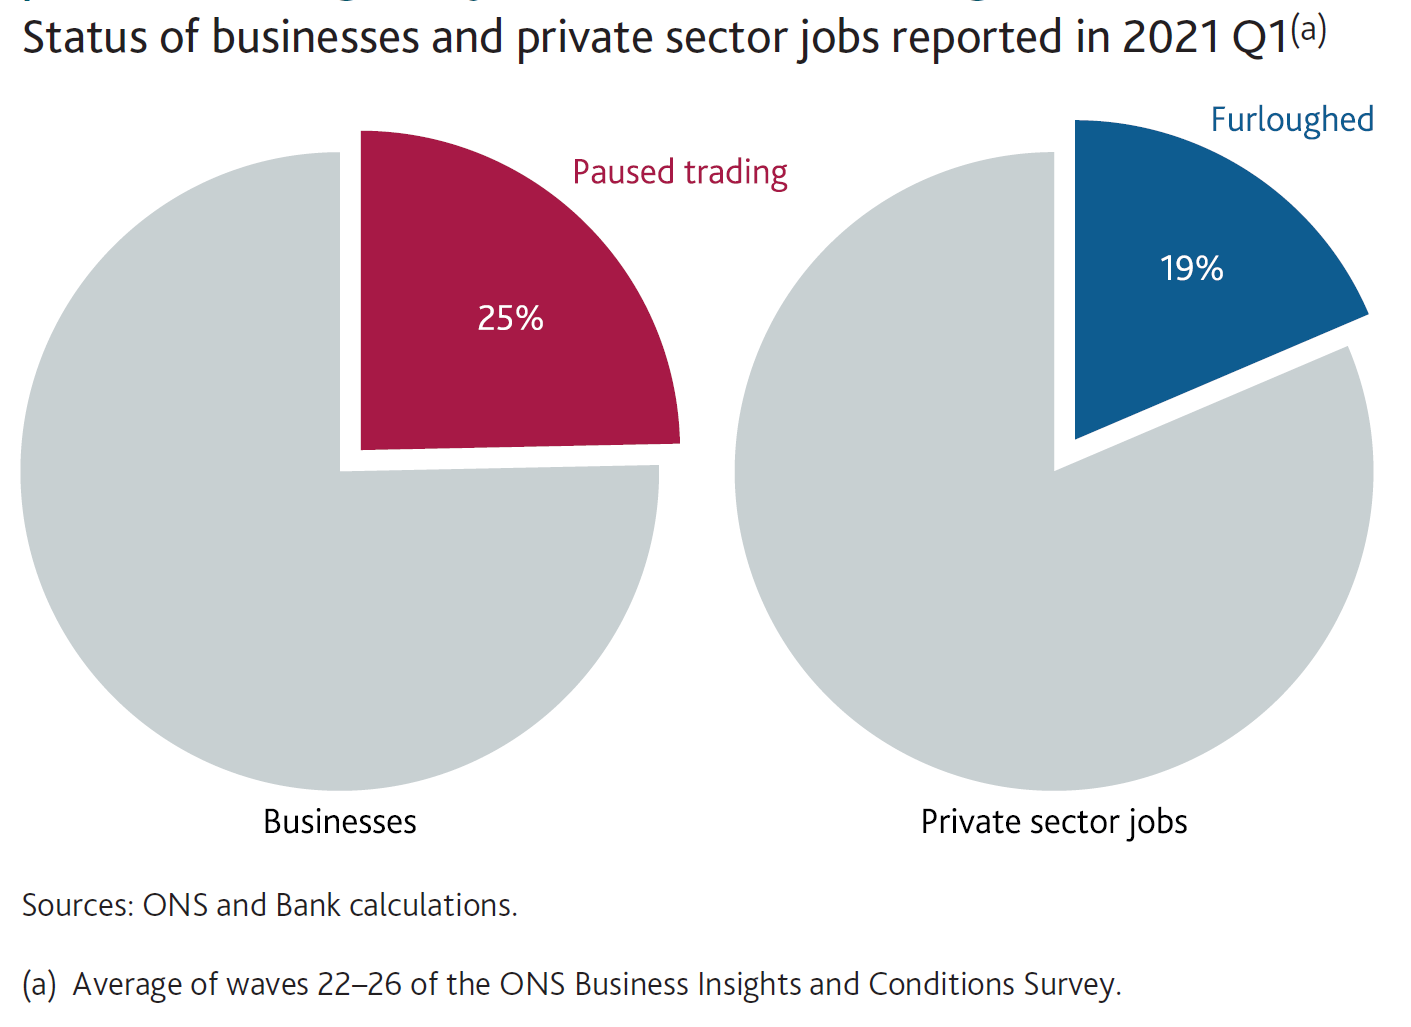 Status of businesses and private sector jobs reported in 2021 Q1(a)
Furloughed
Paused trading
19%
25%
Businesses
Private sector jobs
Sources: ONS and Bank calculations.
(a) Average of waves 22–26 of the ONS Business Insights and Conditions Survey.